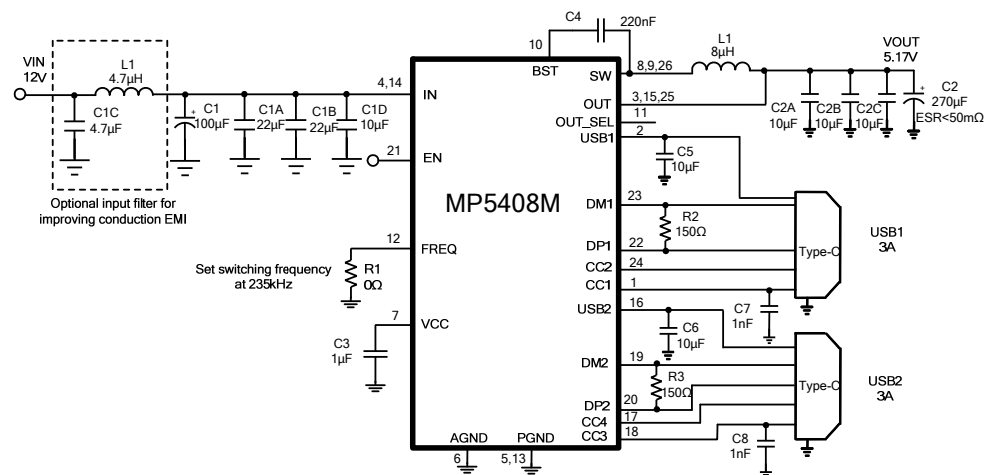 C4
220nF
10
BST
VIN
12V
L1
4.7µH
C1C
4.7µF
Optional input filter for
improving conduction EMI
C1
100µF
C1A
22µF
C1B
22µF
C1D
10µF
4,14
IN
21
EN
12
FREQ
Set switching frequency
at 235kHz
R1
0Ω
7
VCC
C3
1µF
MP5408M
AGND
6
PGND
5,13
SW
8,9,26
L1
8µH
VOUT
5.17V
OUT
3,15,25
OUT_SEL
11
USB1
2
C2A
10µF
C2B
10µF
C2C
10µF
C2
270µF
ESR<50mΩ
C5
10µF
DM1
23
R2
150Ω
DP1
22
CC2
24
CC1
1
Type-C
USB1
3A
C7
1nF
USB2
16
C6
10µF
DM2
19
R3
150Ω
DP2
20
CC4
17
CC3
18
C8
1nF
Type-C
USB2
3A